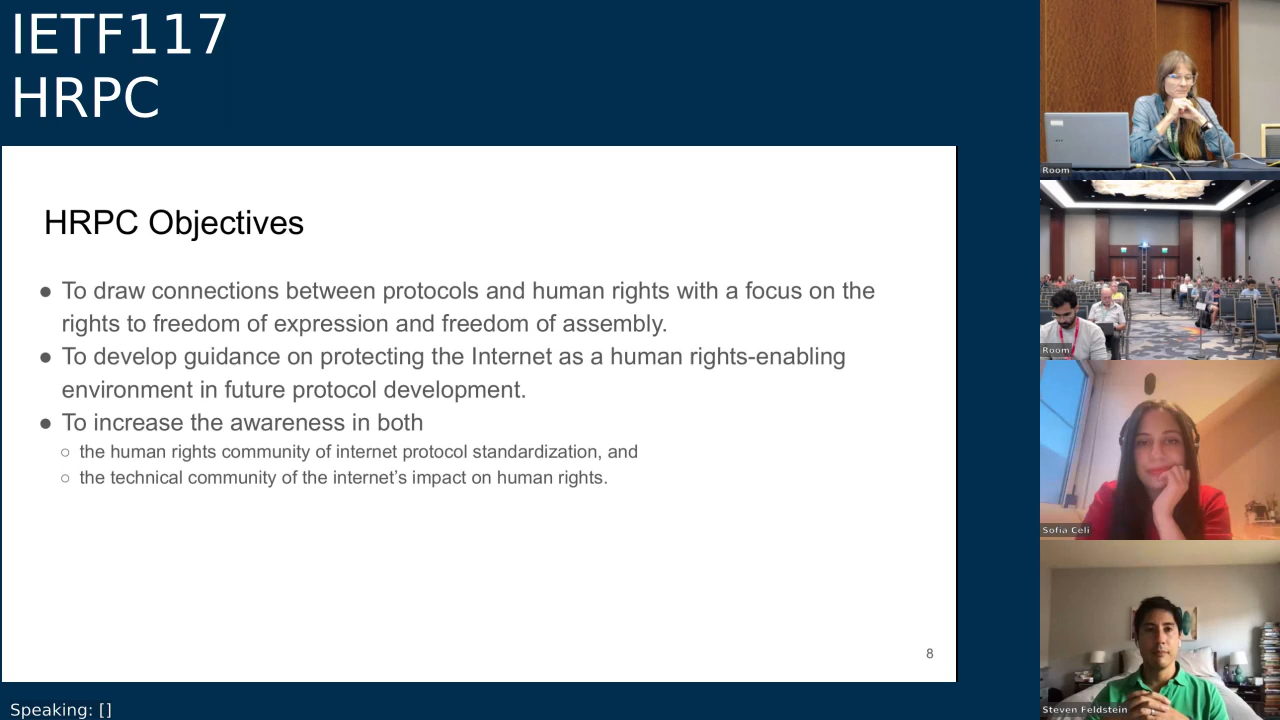 IETF117
HRPC
HRPC Objectives
● To draw connections between protocols and human rights with a focus on the
rights to freedom of expression and freedom of assembly.
● To develop guidance on protecting the Internet as a human rights-enabling
environment in future protocol development.
● To increase the awareness in both
○ the human rights community of internet protocol standardization, and
○ the technical community of the internet’s impact on human rights.
8
Speaking: []
Room
Room
Sofia Celi
Steven Feldstein